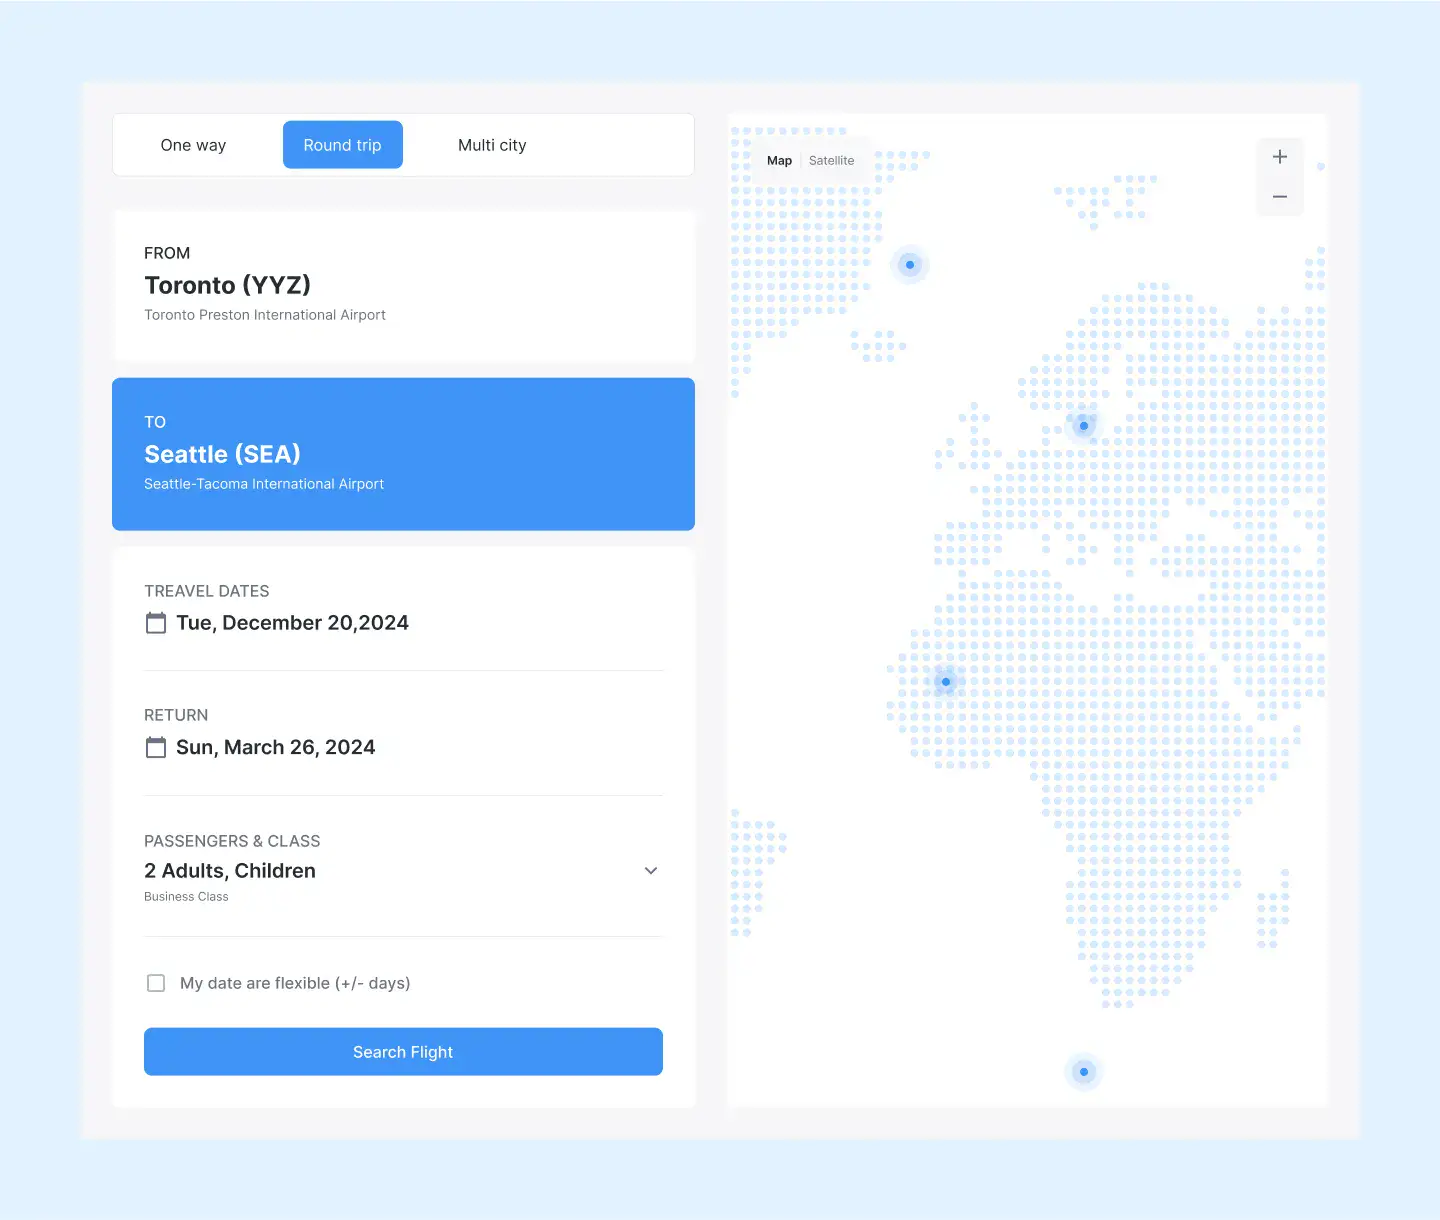 One way
Round trip
Multi city
FROM
Toronto (YYZ)
Toronto Preston International Airport
TO
Seattle (SEA)
Seattle-Tacoma International Airport
TREAVEL DATES
Tue, December 20,2024
RETURN
Sun, March 26, 2024
PASSENGERS & CLASS
2 Adults, Children
Business Class
My date are flexible (+/- days)
Search Flight
Map
Satellite